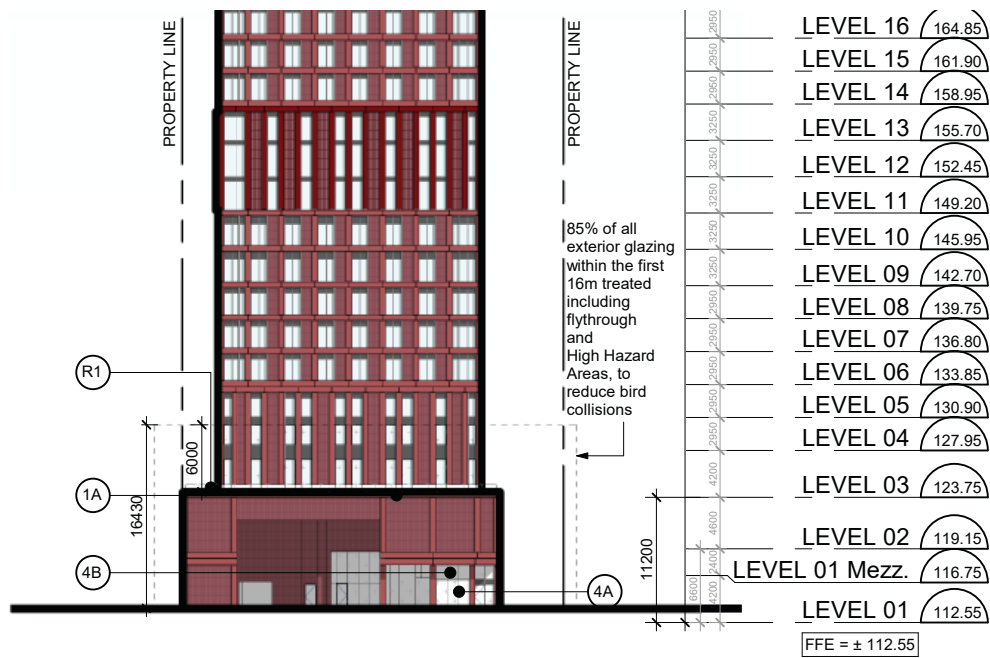 PROPERTY LINE
PROPERTY LINE
85% of all
exterior glazing
within the first
16m treated
including
flythrough
and
High Hazard
Areas, to
reduce bird
collisions
R1
1A
4B
4A
6000
16430
11200
2950
2950
2950
3250
3250
3250
3250
3250
2950
2950
2950
2950
2950
4200
4600
2400
4200
6600
LEVEL 16 164.85
LEVEL 15 161.90
LEVEL 14 158.95
LEVEL 13 155.70
LEVEL 12 152.45
LEVEL 11 149.20
LEVEL 10 145.95
LEVEL 09 142.70
LEVEL 08 139.75
LEVEL 07 136.80
LEVEL 06 133.85
LEVEL 05 130.90
LEVEL 04 127.95
LEVEL 03 123.75
LEVEL 02 119.15
LEVEL 01 Mezz. 116.75
LEVEL 01 112.55
FFE = ± 112.55